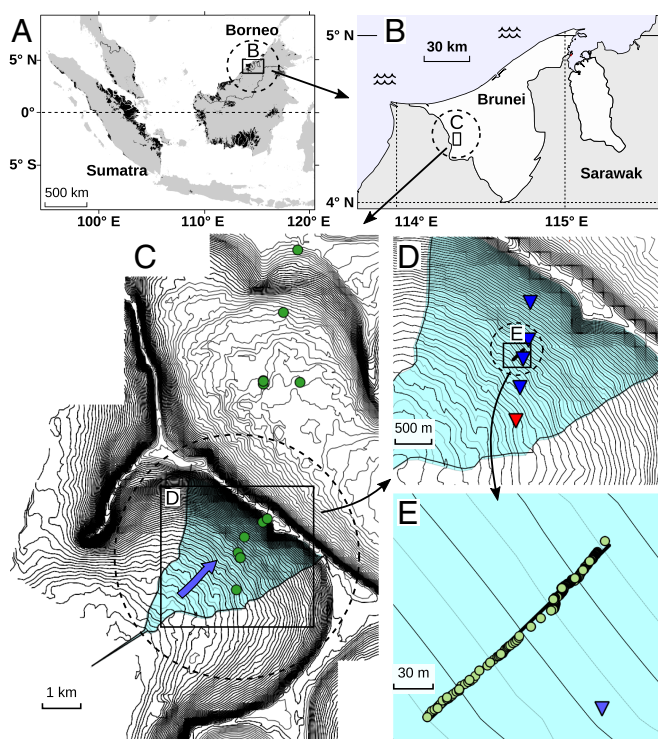 A
Borneo
B
5° N
0°
5° S
Sumatra
500 km
100° E
110° E
120° E
B
5° N
30 km
Brunei
C
Sarawak
4° N
114° E
115° E
C
D
1 km
D
E
500 m
E
30 m